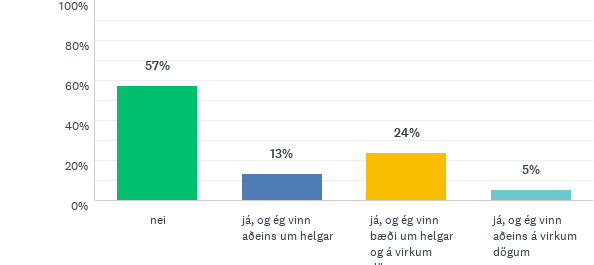 100%
80%
60%
40%
20%
0%
57%
13%
24%
5%
nei
já, og ég vinn
aðeins um helgar
já, og ég vinn
bæði um helgar
og á virkum
já, og ég vinn
aðeins á virkum
dögum